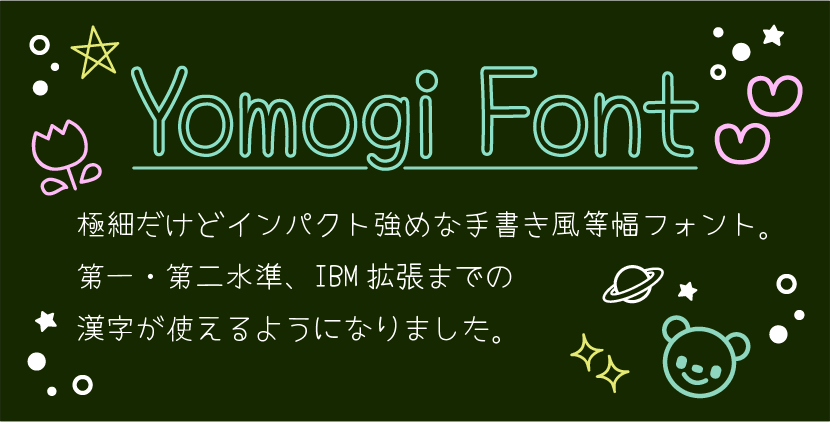 Yomogi Font
極細だけどインパクト強めな手書き風等幅フォント。
第一・第二水準、IBM拡張までの
漢字が使えるようになりました。